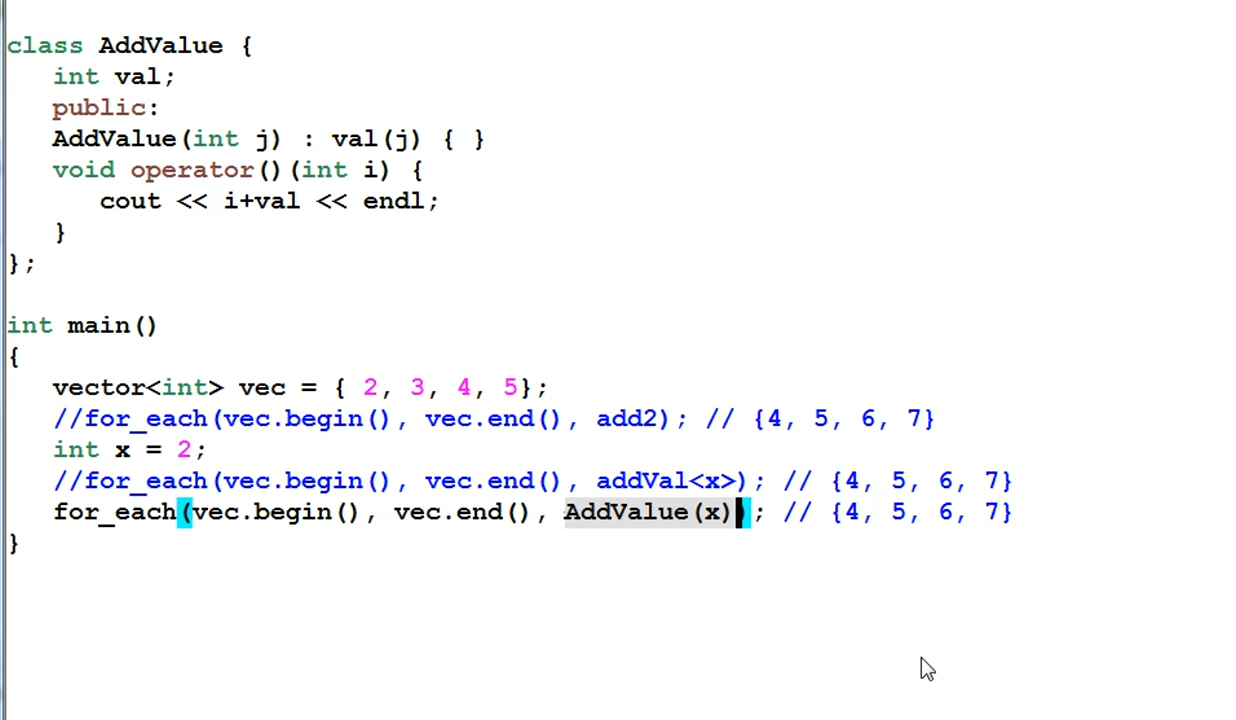 class AddValue {
   int val;
   public:
   AddValue(int j) : val(j) { }
   void operator()(int i) {
      cout << i+val << endl;
   }
};
int main()
{
   vector<int> vec = { 2, 3, 4, 5};
   //for_each(vec.begin(), vec.end(), add2); // {4, 5, 6, 7}
   int x = 2;
   //for_each(vec.begin(), vec.end(), addVal<x>); // {4, 5, 6, 7}
   for_each(vec.begin(), vec.end(), AddValue(x)); // {4, 5, 6, 7}
}